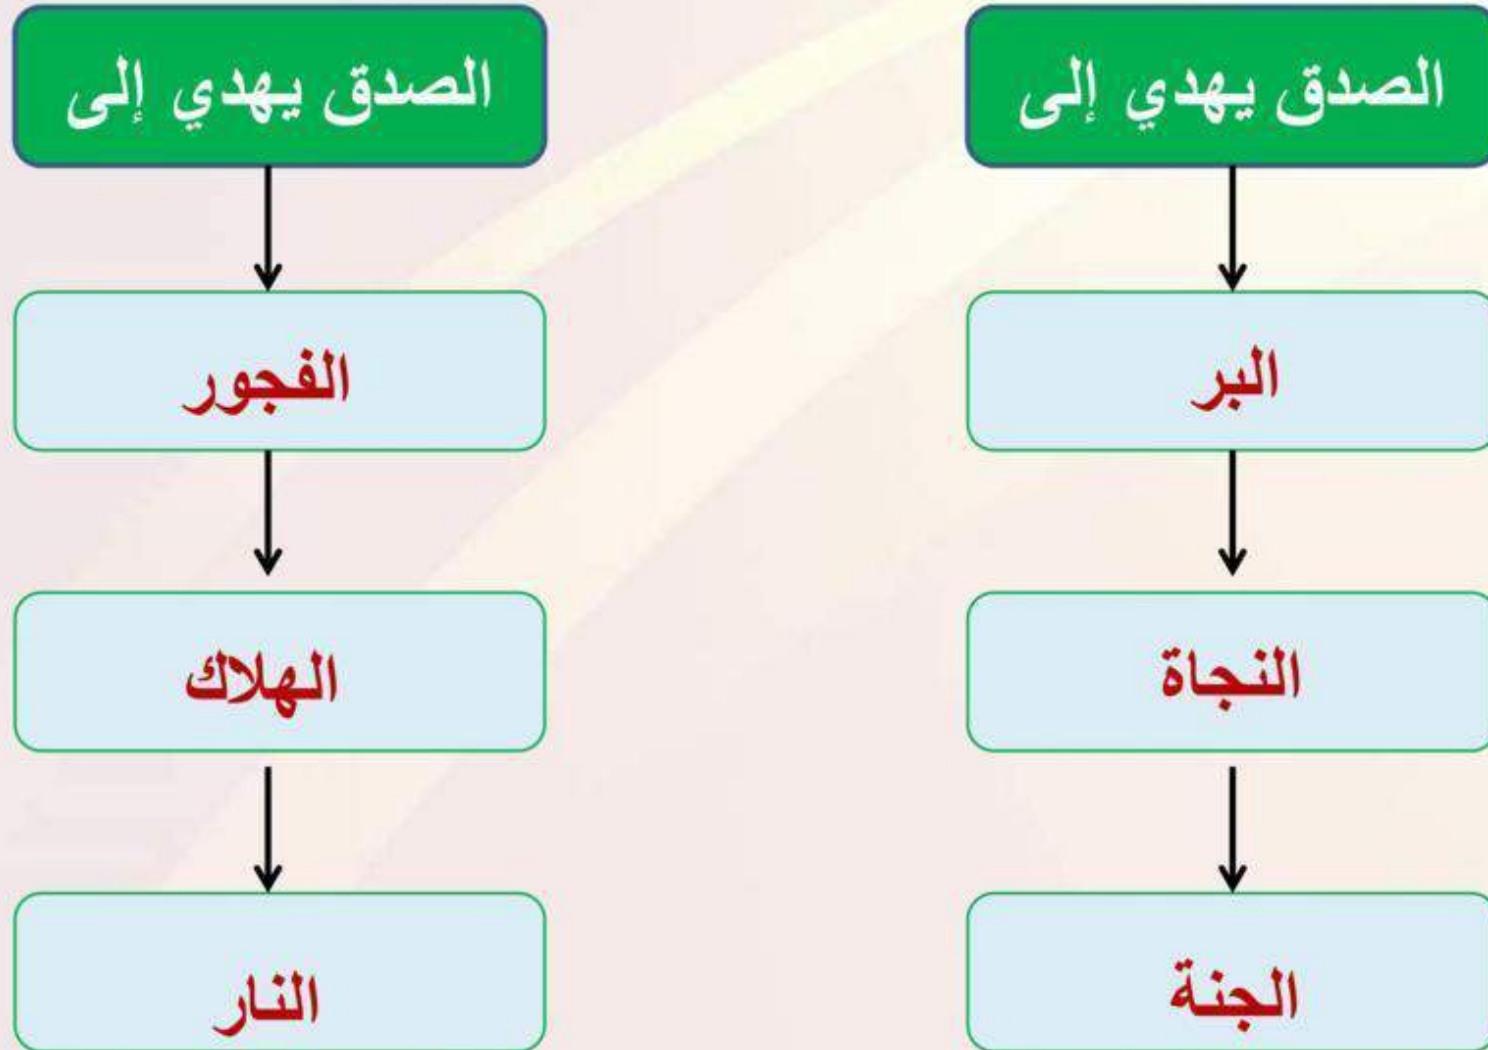 الصدق يهدي إلى
البر
النجاة
الجنة
الصدق يهدي إلى
الفجور
الهلاك
النار